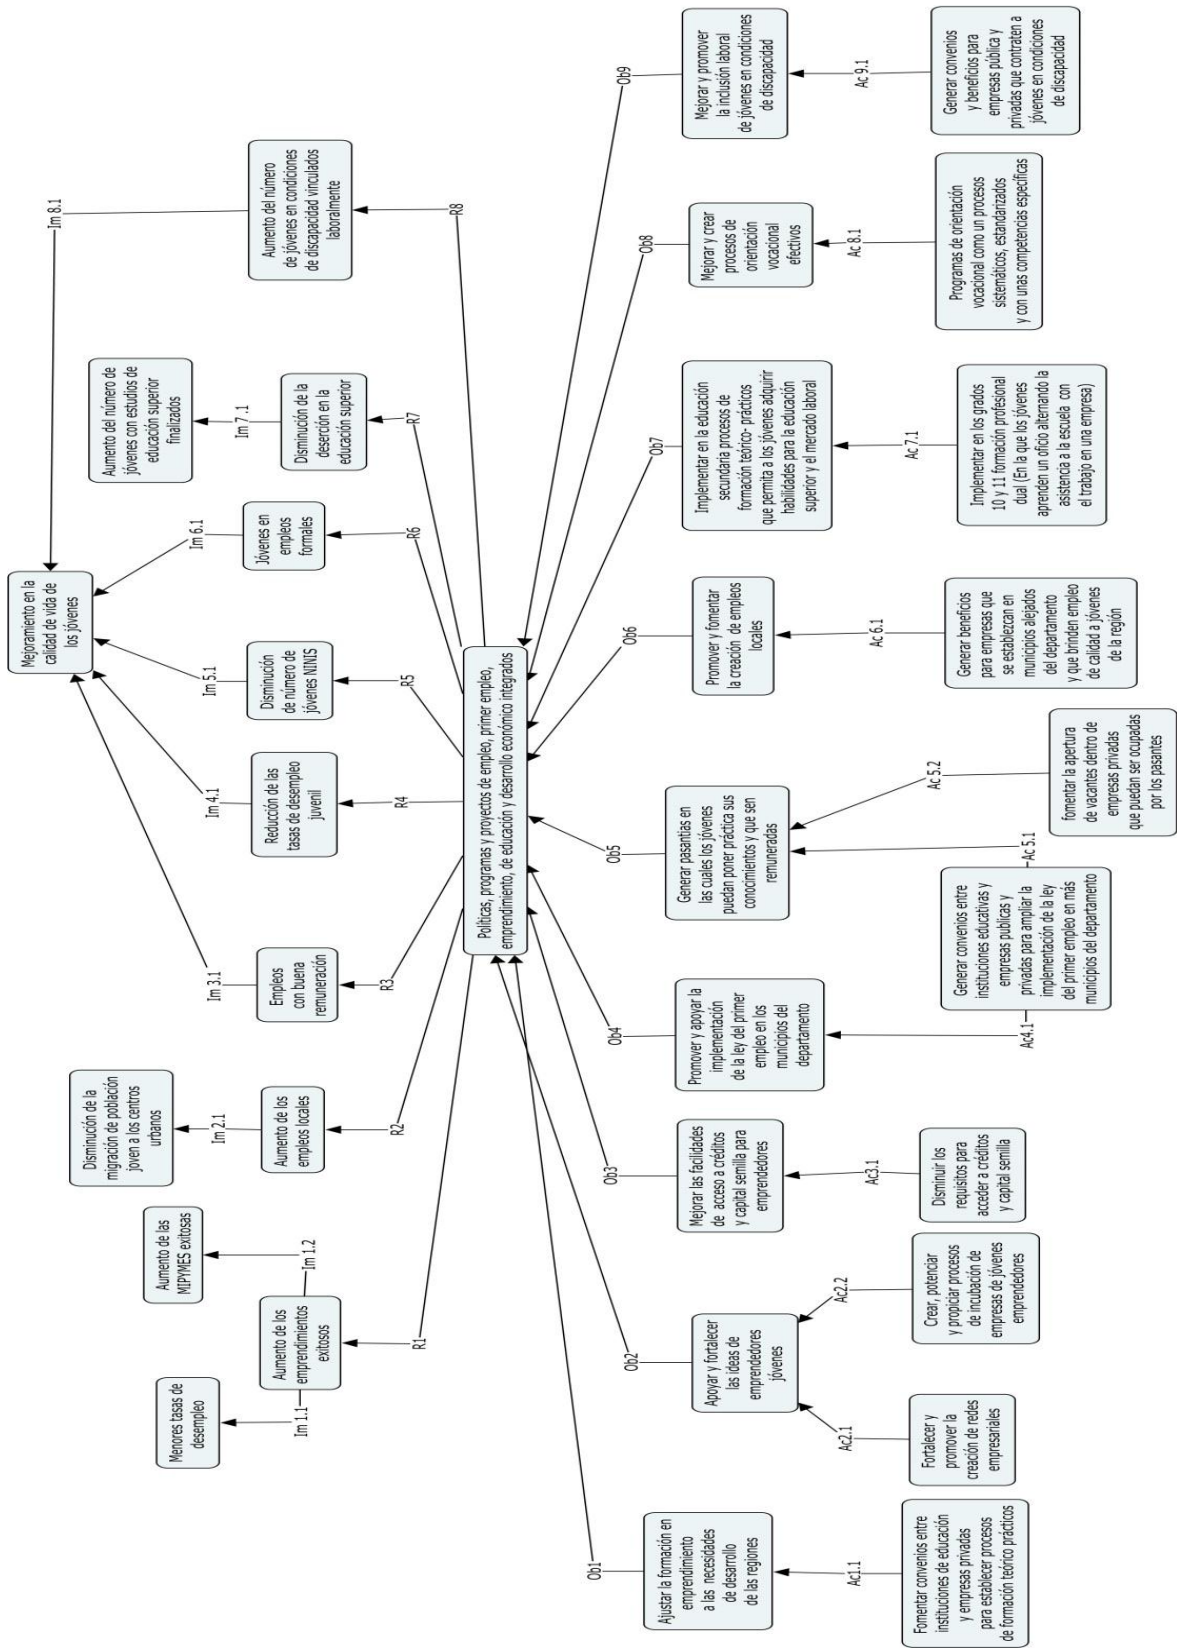 Mejoramiento en la
calidad de vida de
los jóvenes
Menores tasas de
desempleo
Aumento de las
MIPYMES exitosas
Disminución de la
migración de población
joven a los centros
urbanos
Aumento del número de
jóvenes con estudios de
educación superior
finalizados
Im 1.1
Im 1.2
Im 2.1
Im 3.1
Im 4.1
Im 5.1
Im 6.1
Im 7 .1
Im 8.1
Aumento de los
emprendimientos
exitosos
Aumento de los
empleos locales
Empleos
con buena
remuneración
Reducción de las
tasas de desempleo
juvenil
Disminución
de número de
jóvenes NINIS
Jóvenes en
empleos
formales
Disminución de la
deserción en la
educación superior
Aumento del número
de jóvenes en condiciones
de discapacidad vinculados
laboralmente
R1
R2
R3
R4
R5
R6
R7
R8
Políticas, programas y proyectos de empleo, primer empleo,
emprendimiento, de educación y desarrollo económico integrados
Ob1
Ob2
Ob3
Ob4
Ob5
Ob6
Ob7
Ob8
Ob9
Ajustar la formación en
emprendimiento
a las necesidades
de desarrollo
de las regiones
Apoyar y fortalecer
las ideas de
emprendedores
jóvenes
Mejorar las facilidades
de acceso a créditos
y capital semilla para
emprendedores
Promover y apoyar la
implementación
de la ley del primer
empleo en los
municipios del
departamento
Generar pasantías en
las cuales los jóvenes
puedan poner práctica sus
conocimientos y que sen
remuneradas
Promover y fomentar
la creación de empleos
locales
Implementar en la educación
secundaria procesos de
formación teórico- prácticos
que permita a los jóvenes adquirir
habilidades para la educación
superior y el mercado laboral
Mejorar y crear
procesos de
orientación
vocacional
efectivos
Mejorar y promover
la inclusión laboral
de jóvenes en condiciones
de discapacidad
Ac1.1
Ac2.1
Ac2.2
Ac3.1
Ac4.1
Ac 5.1
Ac 5.2
Ac 6.1
Ac 7.1
Ac 8.1
Ac 9.1
Fomentar convenios entre
instituciones de educación
y empresas privadas
para establecer procesos
de formación teórico prácticos
Fortalecer y
promover la
creación de redes
empresariales
Crear, potenciar
y propiciar procesos
de incubación de
empresas de jóvenes
emprendedores
Disminuir los
requisitos para
acceder a créditos
y capital semilla
Generar convenios entre
instituciones educativas y
empresas publicas y
privadas para ampliar la
implementación de la ley
del primer empleo en más
municipios del departamento
fomentar la apertura
de vacantes dentro de
empresas privadas
que puedan ser ocupadas
por los pasantes
Generar beneficios
para empresas que
se establezcan en
municipios alejados
del departamento
y que brinden empleo
de calidad a jóvenes
de la región
Implementar en los grados
10 y 11 formación profesional
dual (En la que los jóvenes
aprenden un oficio alternando la
asistencia a la escuela con
el trabajo en una empresa)
Programas de orientación
vocacional como un procesos
sistemáticos, estandarizados
y con unas competencias específicas
Generar convenios
y beneficios para
empresas pública y
privadas que contraten a
jóvenes en condiciones
de discapacidad